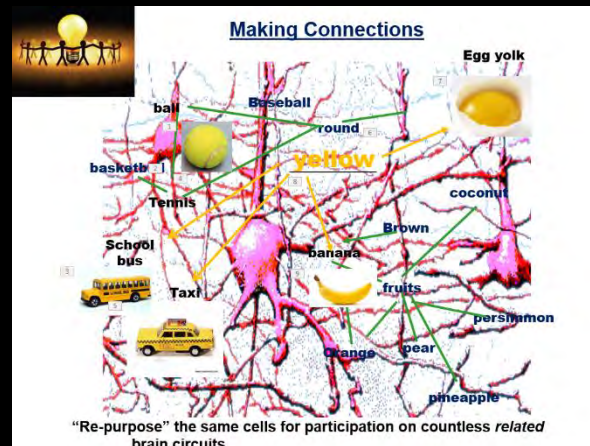 Making Connections
Egg yolk
ball
Baseball
round
yellow
basketball
Tennis
coconut
Brown
School
bus
banana
Taxi
fruits
persimmon
Orange
pear
pineapple
"Re-purpose" the same cells for participation on countless related
brain circuits